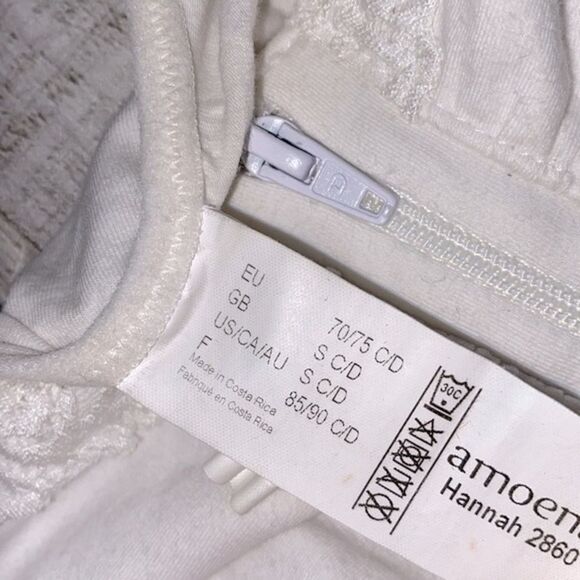 EU 70/75 C/D
GB S C/D
US/CA/AU S C/D
F 85/90 C/D
Made in Costa Rica
Fabriqué en Costa Rica
30C
amoena
Hannah 2860